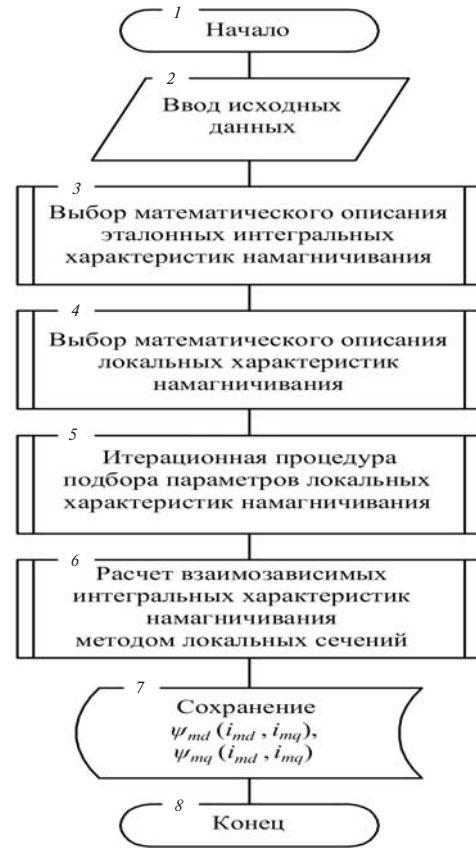 1
Начало
2
Ввод исходных
данных
3
Выбор математического описания
эталонных интегральных
характеристик намагничивания
4
Выбор математического описания
локальных характеристик
намагничивания
5
Итерационная процедура
подбора параметров локальных
характеристик намагничивания
6
Расчет взаимозависимых
интегральных характеристик
намагничивания
методом локальных сечений
7
Сохранение
ψmd (imd , imq),
ψmq (imd , imq)
8
Конец